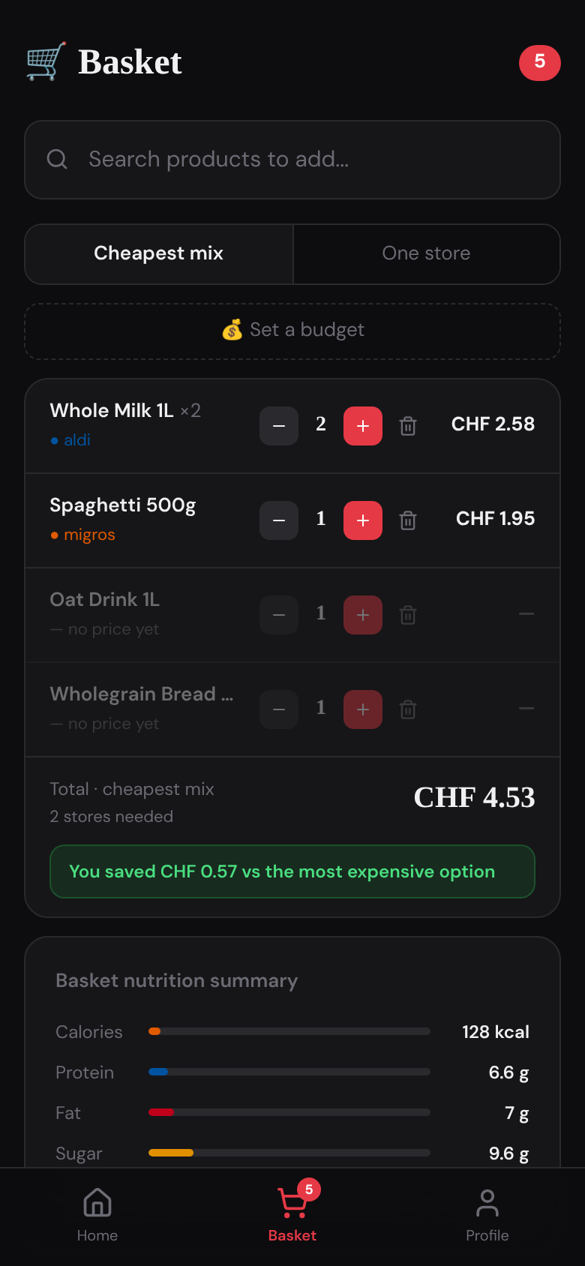 Basket
5
Search products to add...
Cheapest mix
One store
Set a budget
Whole Milk 1L ×2
2
CHF 2.58
● aldi
Spaghetti 500g
1
CHF 1.95
● migros
Oat Drink 1L
1
—
— no price yet
Wholegrain Bread ...
1
—
— no price yet
Total · cheapest mix
CHF 4.53
2 stores needed
You saved CHF 0.57 vs the most expensive option
Basket nutrition summary
Calories
128 kcal
Protein
6.6 g
Fat
7 g
Sugar
9.6 g
5
Home
Basket
Profile